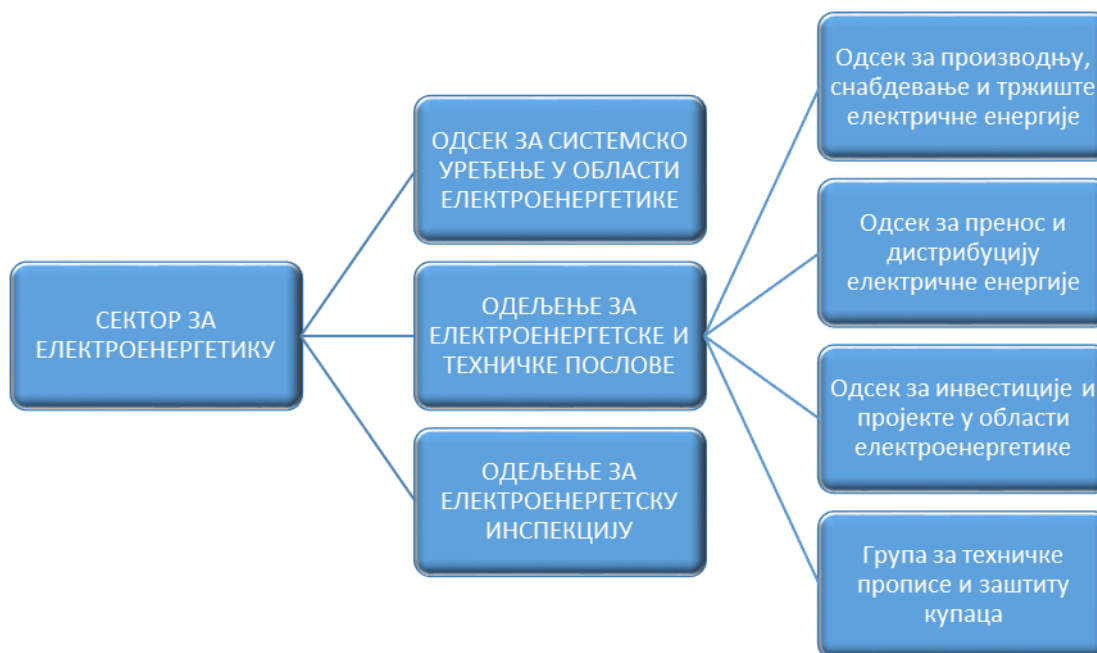 СЕКТОР ЗА
ЕЛЕКТРОЕНЕРГЕТИКУ
ОДСЕК ЗА СИСТЕМСКО
УРЕЂЕЊЕ У ОБЛАСТИ
ЕЛЕКТРОЕНЕРГЕТИКЕ
ОДЕЉЕЊЕ ЗА
ЕЛЕКТРОЕНЕРГЕТСКЕ И
ТЕХНИЧКЕ ПОСЛОВЕ
ОДЕЉЕЊЕ ЗА
ЕЛЕКТРОЕНЕРГЕТСКУ
ИНСПЕКЦИЈУ
Одсек за производњу,
снабдевање и тржиште
електричне енергије
Одсек за пренос и
дистрибуцију
електричне енергије
Одсек за инвестиције и
пројекте у области
електроенергетике
Група за техничке
прописе и заштиту
купаца